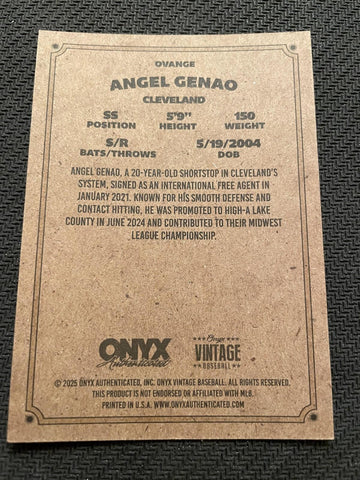 OVANGE
ANGEL GENAO
CLEVELAND
SS 5'9" 150
POSITION HEIGHT WEIGHT
S/R 5/19/2004
BATS/THROWS DOB
ANGEL GENAO, A 20-YEAR-OLD SHORTSTOP IN CLEVELAND'S
SYSTEM, SIGNED AS AN INTERNATIONAL FREE AGENT IN
JANUARY 2021. KNOWN FOR HIS SMOOTH DEFENSE AND
CONTACT HITTING, HE WAS PROMOTED TO HIGH-A LAKE
COUNTY IN JUNE 2024 AND CONTRIBUTED TO THEIR MIDWEST
LEAGUE CHAMPIONSHIP.
ONYX
Authenticated
Onyx
VINTAGE
BASEBALL
© 2025 ONYX AUTHENTICATED, INC. ONYX VINTAGE BASEBALL. ALL RIGHTS RESERVED.
THIS PRODUCT IS NOT ENDORSED OR AFFILIATED WITH MLB.
PRINTED IN U.S.A. WWW.ONYXAUTHENTICATED.COM